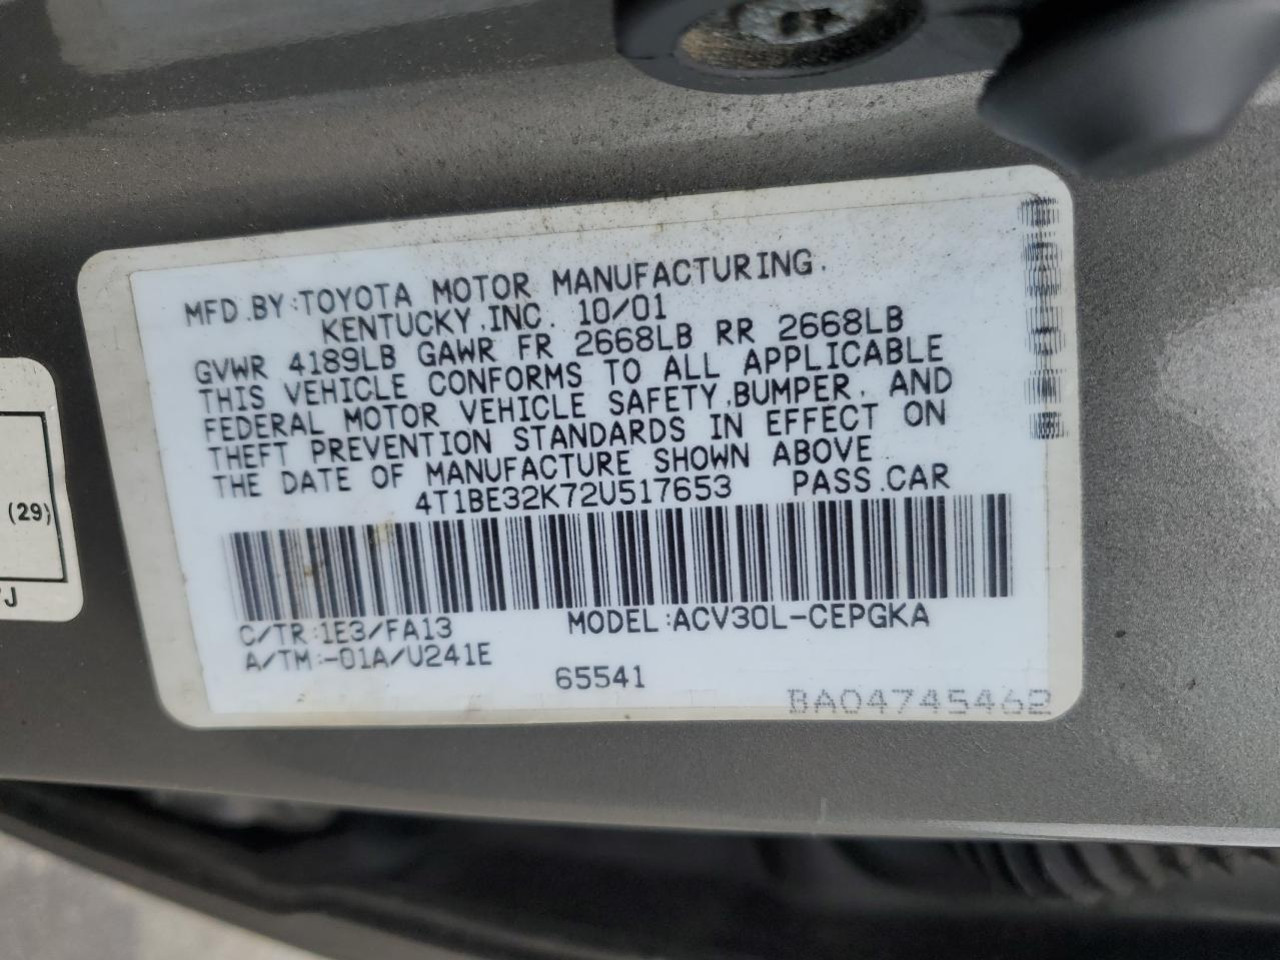 MFD.BY:TOYOTA MOTOR MANUFACTURING.
KENTUCKY.INC. 10/01
GVWR 4189LB GAWR FR 2668LB RR 2668LB
THIS VEHICLE CONFORMS TO ALL APPLICABLE
FEDERAL MOTOR VEHICLE SAFETY.BUMPER, AND
THEFT PREVENTION STANDARDS IN EFFECT ON
THE DATE OF MANUFACTURE SHOWN ABOVE
4T1BE32K72U517653 PASS.CAR
C/TR:1E3/FA13 MODEL:ACV30L-CEPGKA
A/TM:-01A/U241E
65541
BA04745462
(29)